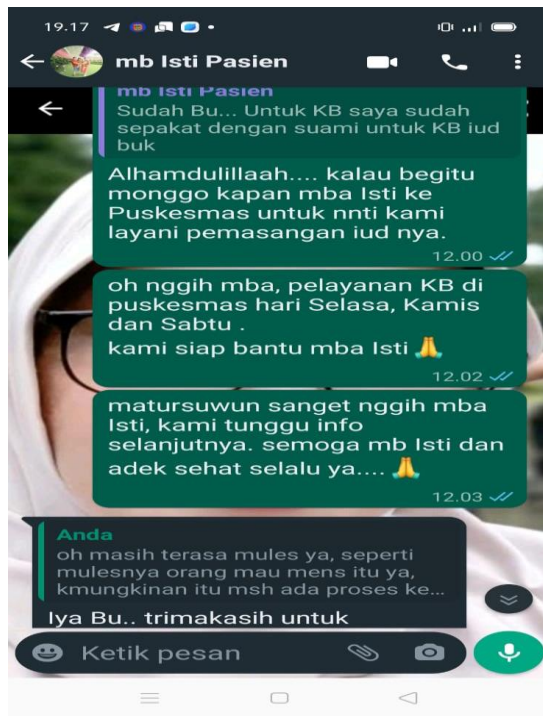 19.17
mb Isti Pasien
mb Isti Pasien
Sudah Bu... Untuk KB saya sudah
sepakat dengan suami untuk KB iud
buk
Alhamdulillaah.... kalau begitu
monggo kapan mba Isti ke
Puskesmas untuk nnti kami
layani pemasangan iud nya.
12.00
oh nggih mba, pelayanan KB di
puskesmas hari Selasa, Kamis
dan Sabtu .
kami siap bantu mba Isti 🙏
12.02
matursuwun sanget nggih mba
Isti, kami tunggu info
selanjutnya. semoga mb Isti dan
adek sehat selalu ya.... 🙏
12.03
Anda
oh masih terasa mules ya, seperti
mulesnya orang mau mens itu ya,
kmungkinan itu msh ada proses ke...
Iya Bu.. trimakasih untuk
Ketik pesan